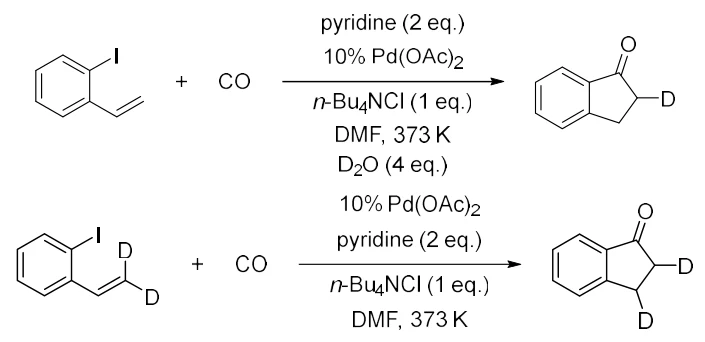 pyridine (2 eq.)
10% Pd(OAc)₂
I
+ CO
O
D
n-Bu₄NCl (1 eq.)
DMF, 373 K
D₂O (4 eq.)
10% Pd(OAc)₂
pyridine (2 eq.)
I
D
D
+ CO
O
D
D
n-Bu₄NCl (1 eq.)
DMF, 373 K